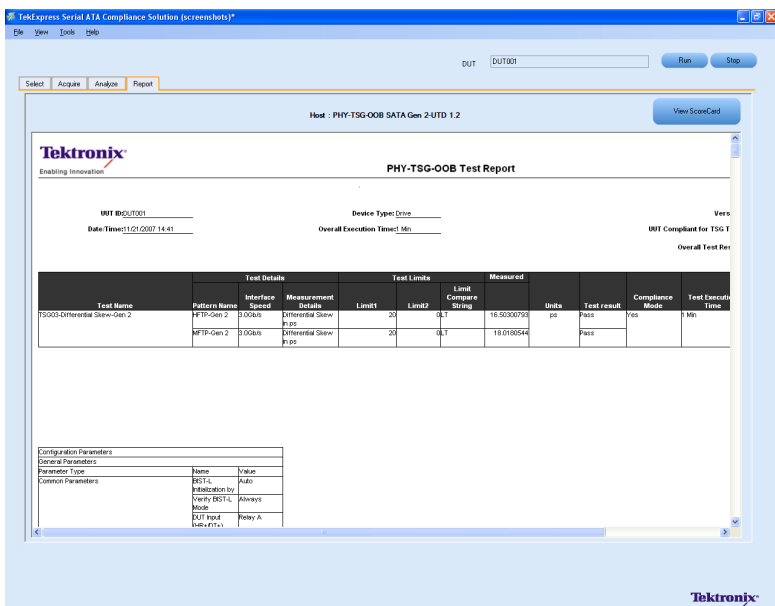 TekExpress Serial ATA Compliance Solution (screenshots)*
File View Tools Help
DUT DUT001 Run Stop
Select Acquire Analyze Report
Host : PHY-TSG-OOB SATA Gen 2-UTD 1.2 View ScoreCard
Tektronix
Enabling Innovation
PHY-TSG-OOB Test Report
UUT ID:DUT001 Device Type: Drive Vers
Date/Time:11/21/2007 14:41 Overall Execution Time:1 Min UUT Compliant for TSG T
Overall Test Res
Test Details Test Limits Measured
Test Name Pattern Name Interface Speed Measurement Details Limit1 Limit2 Limit Compare String Units Test result Compliance Mode Test Executio Time
TSG03-Differential Skew-Gen 2 HFTP-Gen 2 3.0Gb/s Differential Skew in ps 20 0 LT 16.50300793 ps Pass Yes 1 Min
MFTP-Gen 2 3.0Gb/s Differential Skew in ps 20 0 LT 18.0180544 Pass
Configuration Parameters
General Parameters
Parameter Type Name Value
Common Parameters BIST-L Initialization by Auto
Verify BIST-L Mode Always
DUT Input (HR+/DT+) Relay A
Tektronix